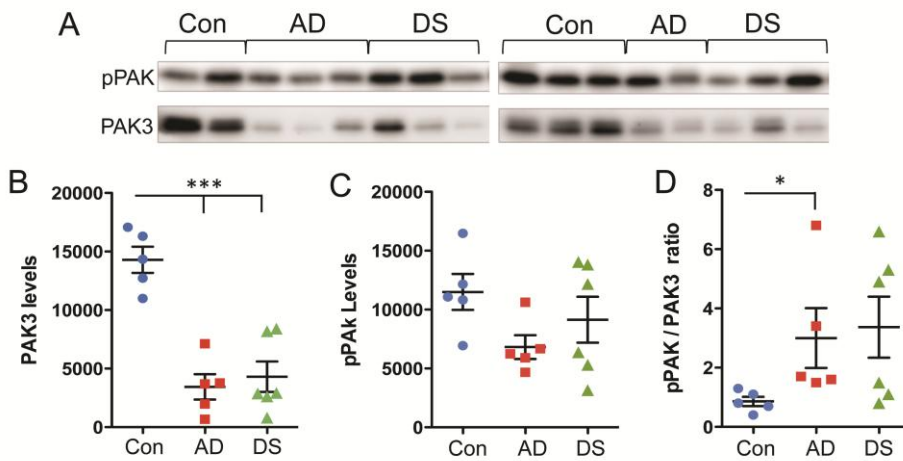 A
Con AD DS Con AD DS
pPAK
PAK3
B
***
PAK3 levels
20000
15000
10000
5000
0
Con AD DS
C
pPAk Levels
20000
15000
10000
5000
0
Con AD DS
D
*
pPAK / PAK3 ratio
8
6
4
2
0
Con AD DS